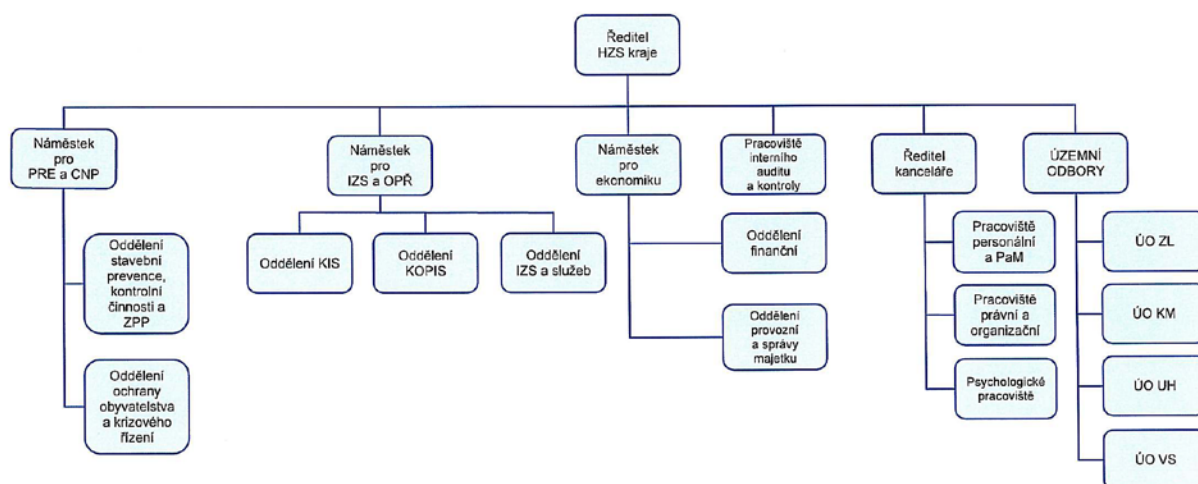 Ředitel
HZS kraje
Náměstek
pro
PRE a CNP
Náměstek
pro
IZS a OPŘ
Náměstek
pro
ekonomiku
Pracoviště
interního
auditu
a kontroly
Ředitel
kanceláře
ÚZEMNÍ
ODBORY
Oddělení
stavební
prevence,
kontrolní
činnosti a
ZPP
Oddělení
ochrany
obyvatelstva
a krizového
řízení
Oddělení KIS
Oddělení
KOPIS
Oddělení
IZS a služeb
Oddělení
finanční
Oddělení
provozní
a správy
majetku
Pracoviště
personální
a PaM
Pracoviště
právní a
organizační
Psychologické
pracoviště
ÚO ZL
ÚO KM
ÚO UH
ÚO VS